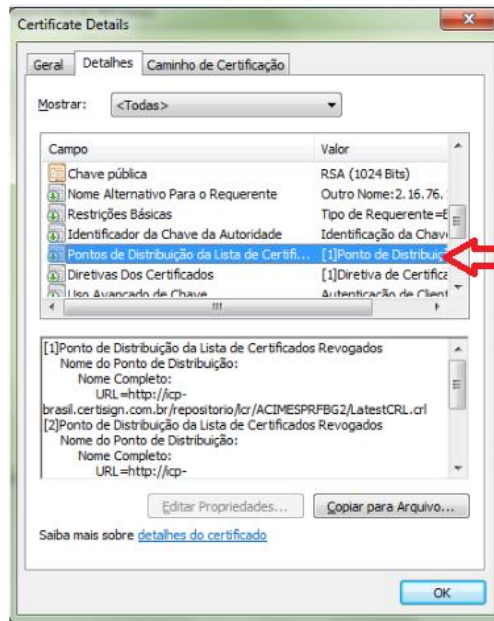 Certificate Details
Geral Detalhes Caminho de Certificação
Mostrar: <Todas>
Campo Valor
Chave pública RSA (1024 Bits)
Nome Alternativo Para o Requerente Outro Nome:2.16.76.
Restrições Básicas Tipo de Requerente=E
Identificador da Chave da Autoridade Identificação da Chav
Pontos de Distribuição da Lista de Certifi... [1]Ponto de Distribuiç
Diretivas Dos Certificados [1]Diretiva de Certifica
Uso Avançado de Chave Autenticação de Client
[1]Ponto de Distribuição da Lista de Certificados Revogados
Nome do Ponto de Distribuição:
Nome Completo:
URL=http://icp-
brasil.certisign.com.br/repositorio/lcr/ACIMESPRFBG2/LatestCRL.crl
[2]Ponto de Distribuição da Lista de Certificados Revogados
Nome do Ponto de Distribuição:
Nome Completo:
URL=http://icp-
Editar Propriedades... Copiar para Arquivo...
Saiba mais sobre detalhes do certificado
OK